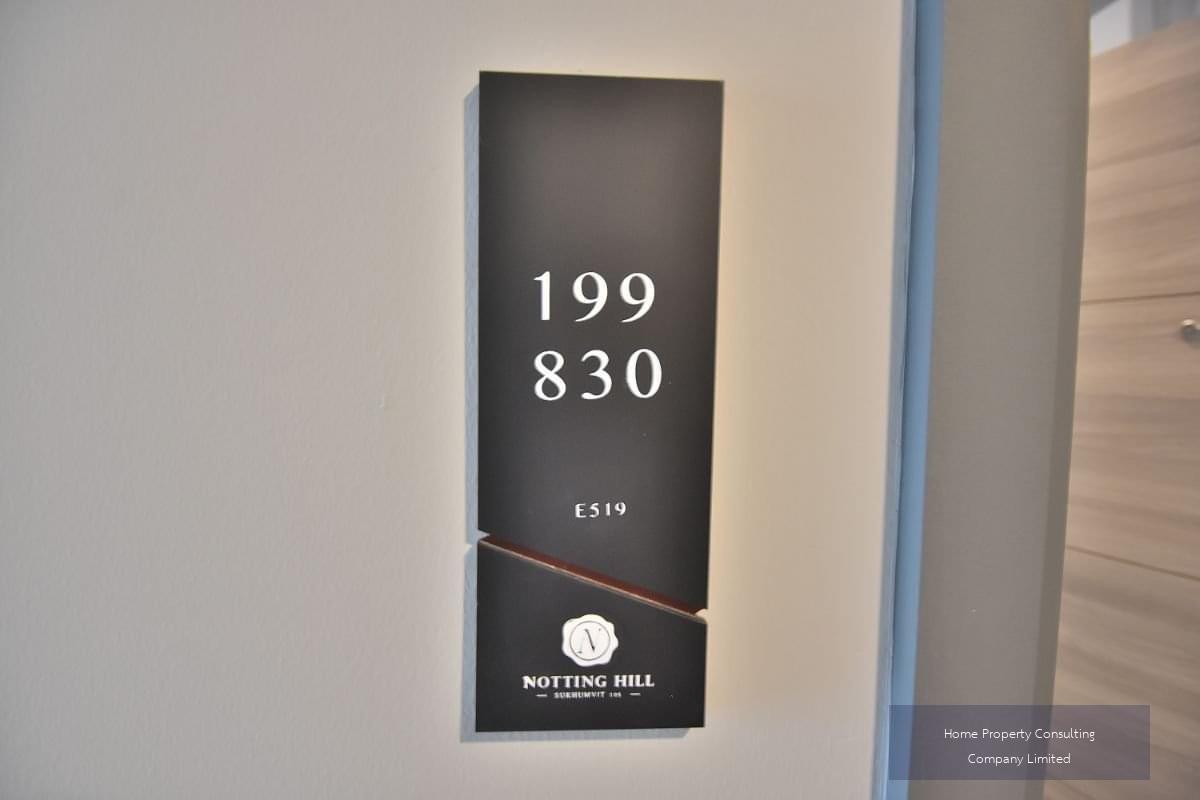 199
830
E519
N
NOTTING HILL
SUKHUMVIT 105
Home Property Consulting
Company Limited